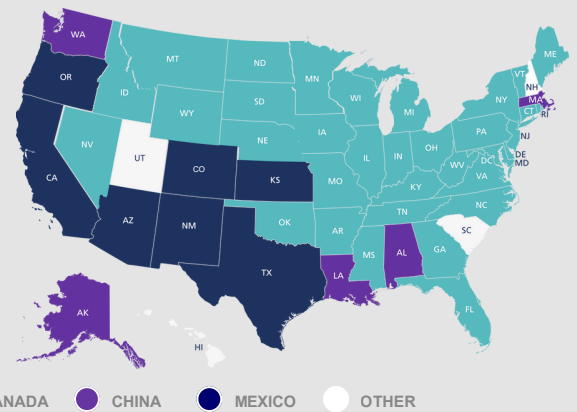 WA
ME
MT
ND
VT
OR
MN
NH
ID
WI
NY
MA
SD
CT
RI
WY
MI
IA
PA
NJ
NE
NV
OH
DE
IL
IN
MD
UT
DC
CO
WV
VA
CA
KS
MO
KY
NC
TN
AZ
OK
NM
AR
SC
MS
AL
GA
TX
LA
AK
FL
HI
ANADA CHINA MEXICO OTHER